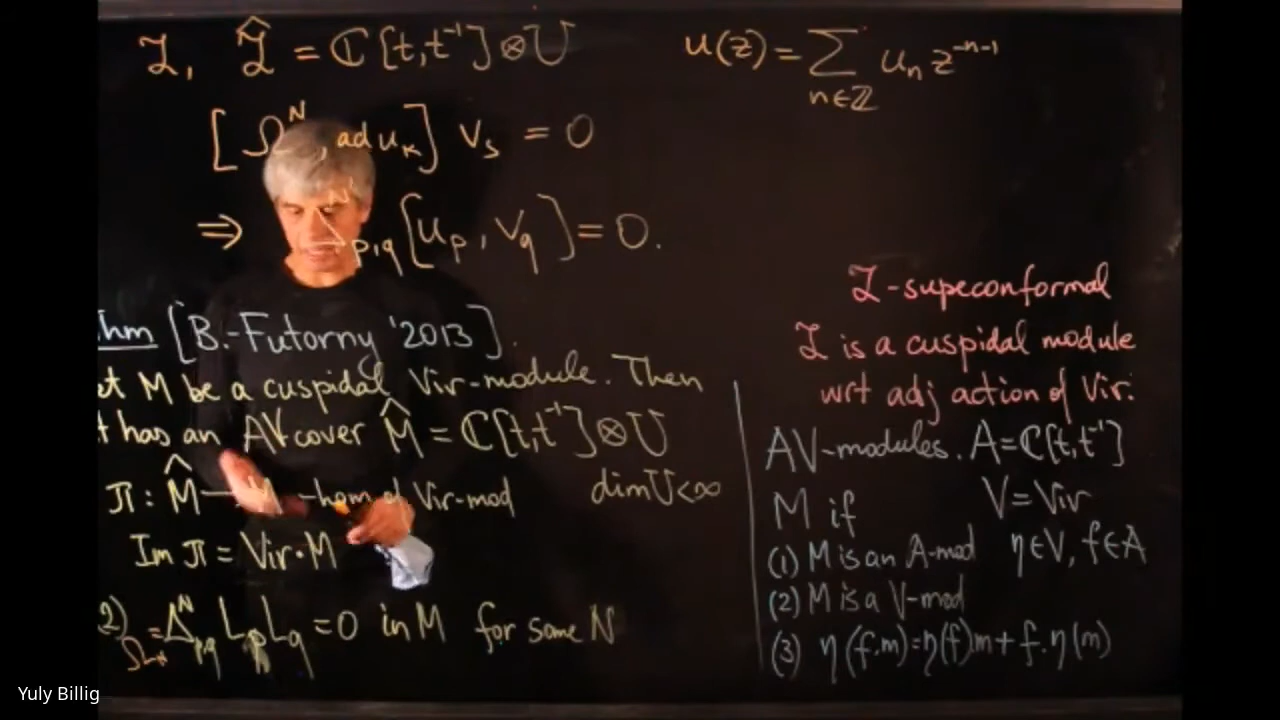 ℒ, ℒ̂ = ℂ[t,t⁻¹]⊗U
u(z) = ∑_{n∈ℤ} uₙ z^{-n-1}
[Ω^N, ad u_k] v_s = 0
⇒ Δ^N_{p,q} [u_p, v_q] = 0.
ℒ-supeconformal
ℒ is a cuspidal module
wrt adj action of Vir.
hm [B.-Futorny '2013].
et M be a cuspidal Vir-module. Then
t has an AV cover M̂ = ℂ[t,t⁻¹]⊗U
dim U<∞
π: M̂ → M -hom of Vir-mod
Im π = Vir·M
2) Δ^N_{p,q} L_p L_q = 0 in M for some N
AV-modules. A=ℂ[t,t⁻¹]
M if V=Vir
(1) M is an A-mod η∈V, f∈A
(2) M is a V-mod
(3) η(f.m)=η(f)m + f.η(m)
Yuly Billig